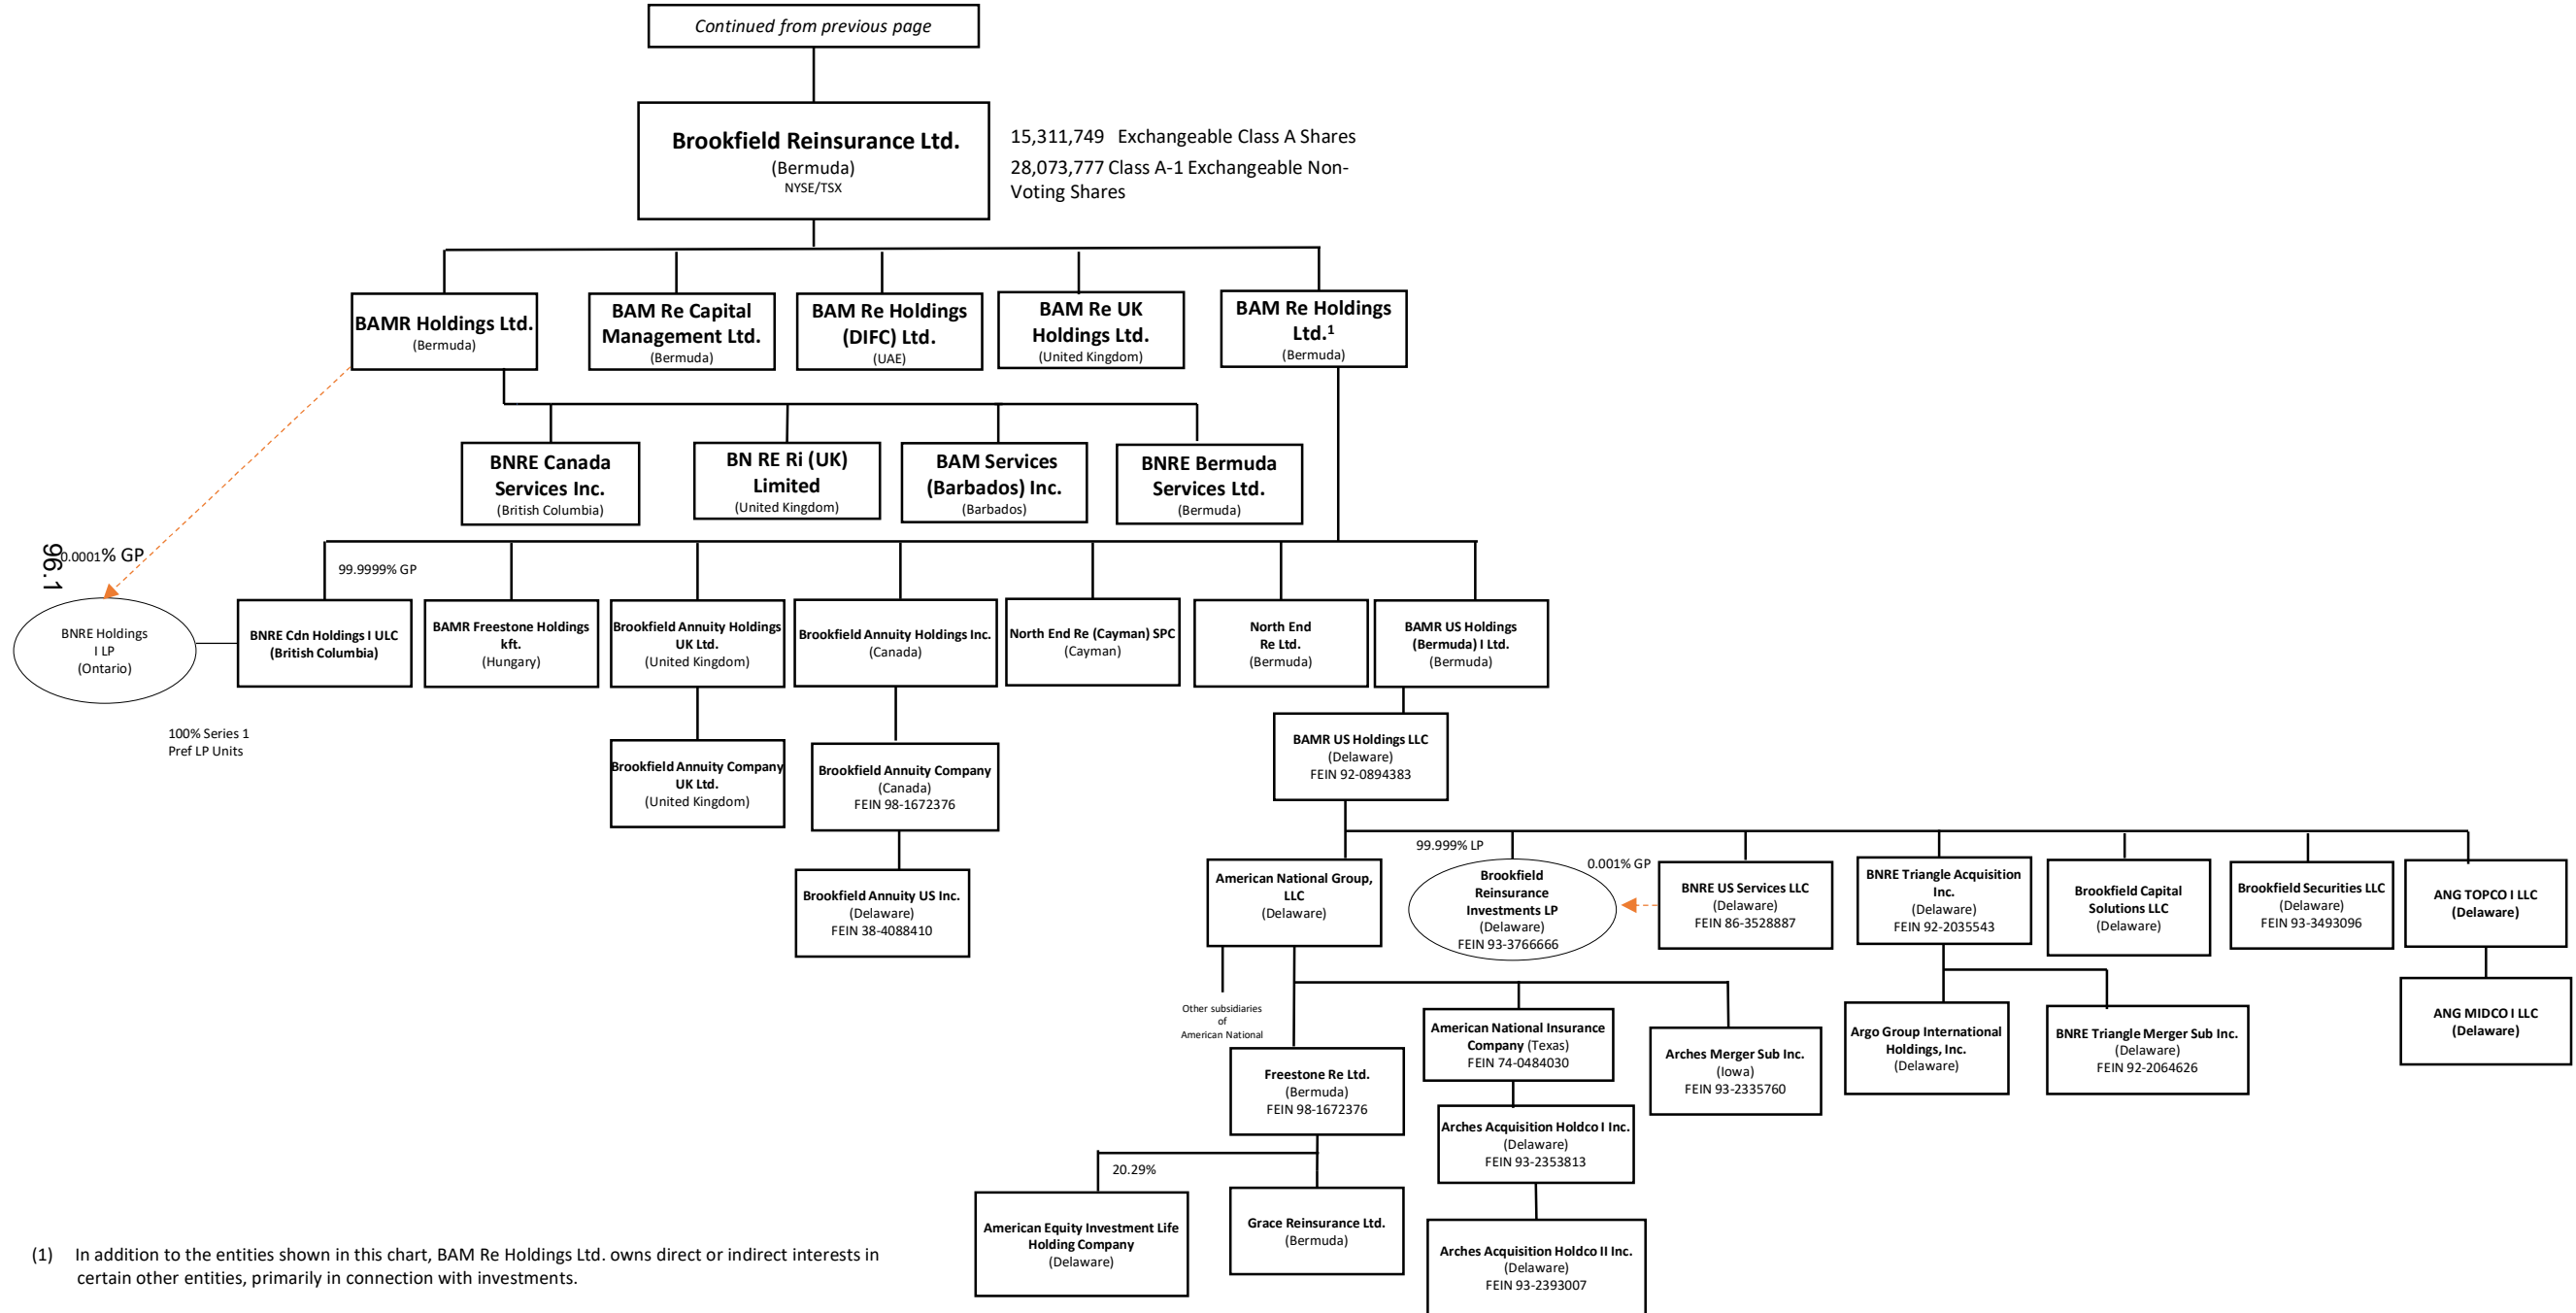 Continued from previous page
Brookfield Reinsurance Ltd.
(Bermuda)
NYSE/TSX
15,311,749 Exchangeable Class A Shares
28,073,777 Class A-1 Exchangeable Non-
Voting Shares
BAMR Holdings Ltd.
(Bermuda)
BAM Re Capital
Management Ltd.
(Bermuda)
BAM Re Holdings
(DIFC) Ltd.
(UAE)
BAM Re UK
Holdings Ltd.
(United Kingdom)
BAM Re Holdings
Ltd.1
(Bermuda)
BNRE Canada
Services Inc.
(British Columbia)
BN RE Ri (UK)
Limited
(United Kingdom)
BAM Services
(Barbados) Inc.
(Barbados)
BNRE Bermuda
Services Ltd.
(Bermuda)
96.1
0.0001% GP
99.9999% GP
BNRE Holdings
I LP
(Ontario)
BNRE Cdn Holdings I ULC
(British Columbia)
BAMR Freestone Holdings
kft.
(Hungary)
Brookfield Annuity Holdings
UK Ltd.
(United Kingdom)
Brookfield Annuity Holdings Inc.
(Canada)
North End Re (Cayman) SPC
(Cayman)
North End
Re Ltd.
(Bermuda)
BAMR US Holdings
(Bermuda) I Ltd.
(Bermuda)
100% Series 1
Pref LP Units
Brookfield Annuity Company
UK Ltd.
(United Kingdom)
Brookfield Annuity Company
(Canada)
FEIN 98-1672376
BAMR US Holdings LLC
(Delaware)
FEIN 92-0894383
Brookfield Annuity US Inc.
(Delaware)
FEIN 38-4088410
American National Group,
LLC
(Delaware)
99.999% LP
Brookfield
Reinsurance
Investments LP
(Delaware)
FEIN 93-3766666
0.001% GP
BNRE US Services LLC
(Delaware)
FEIN 86-3528887
BNRE Triangle Acquisition
Inc.
(Delaware)
FEIN 92-2035543
Brookfield Capital
Solutions LLC
(Delaware)
Brookfield Securities LLC
(Delaware)
FEIN 93-3493096
ANG TOPCO I LLC
(Delaware)
Other subsidiaries
of
American National
Freestone Re Ltd.
(Bermuda)
FEIN 98-1672376
American National Insurance
Company (Texas)
FEIN 74-0484030
Arches Merger Sub Inc.
(Iowa)
FEIN 93-2335760
Argo Group International
Holdings, Inc.
(Delaware)
BNRE Triangle Merger Sub Inc.
(Delaware)
FEIN 92-2064626
ANG MIDCO I LLC
(Delaware)
Arches Acquisition Holdco I Inc.
(Delaware)
FEIN 93-2353813
20.29%
American Equity Investment Life
Holding Company
(Delaware)
Grace Reinsurance Ltd.
(Bermuda)
Arches Acquisition Holdco II Inc.
(Delaware)
FEIN 93-2393007
(1) In addition to the entities shown in this chart, BAM Re Holdings Ltd. owns direct or indirect interests in
certain other entities, primarily in connection with investments.